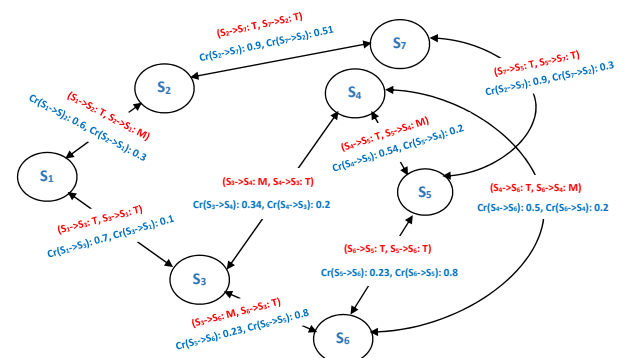 (S₂->S₇: T, S₇->S₂: T)
Cr(S₂->S₇): 0.9, Cr(S₇->S₂): 0.51
S₇
(S₇->S₅: T, S₅->S₇: T)
Cr(S₂->S₇): 0.9, Cr(S₇->S₂): 0.3
S₂
S₄
(S₁->S₂: T, S₂->S₁: M)
Cr(S₁->S)₂: 0.6, Cr(S₂->S₁): 0.3
(S₄->S₅: T, S₅->S₄: M)
Cr(S₄->S₅): 0.54, Cr(S₅->S₄): 0.2
S₁
(S₃->S₄: M, S₄->S₃: T)
Cr(S₃->S₄): 0.34, Cr(S₄->S₃): 0.2
S₅
(S₄->S₆: T, S₆->S₄: M)
Cr(S₄->S₆): 0.5, Cr(S₆->S₄): 0.2
(S₁->S₃: T, S₃->S₁: T)
Cr(S₁->S₃): 0.7, Cr(S₃->S₁): 0.1
(S₆->S₅: T, S₅->S₆: T)
Cr(S₅->S₆): 0.23, Cr(S₆->S₅): 0.8
S₃
(S₃->S₆: M, S₆->S₃: T)
Cr(S₅->S₆): 0.23, Cr(S₆->S₅): 0.8
S₆